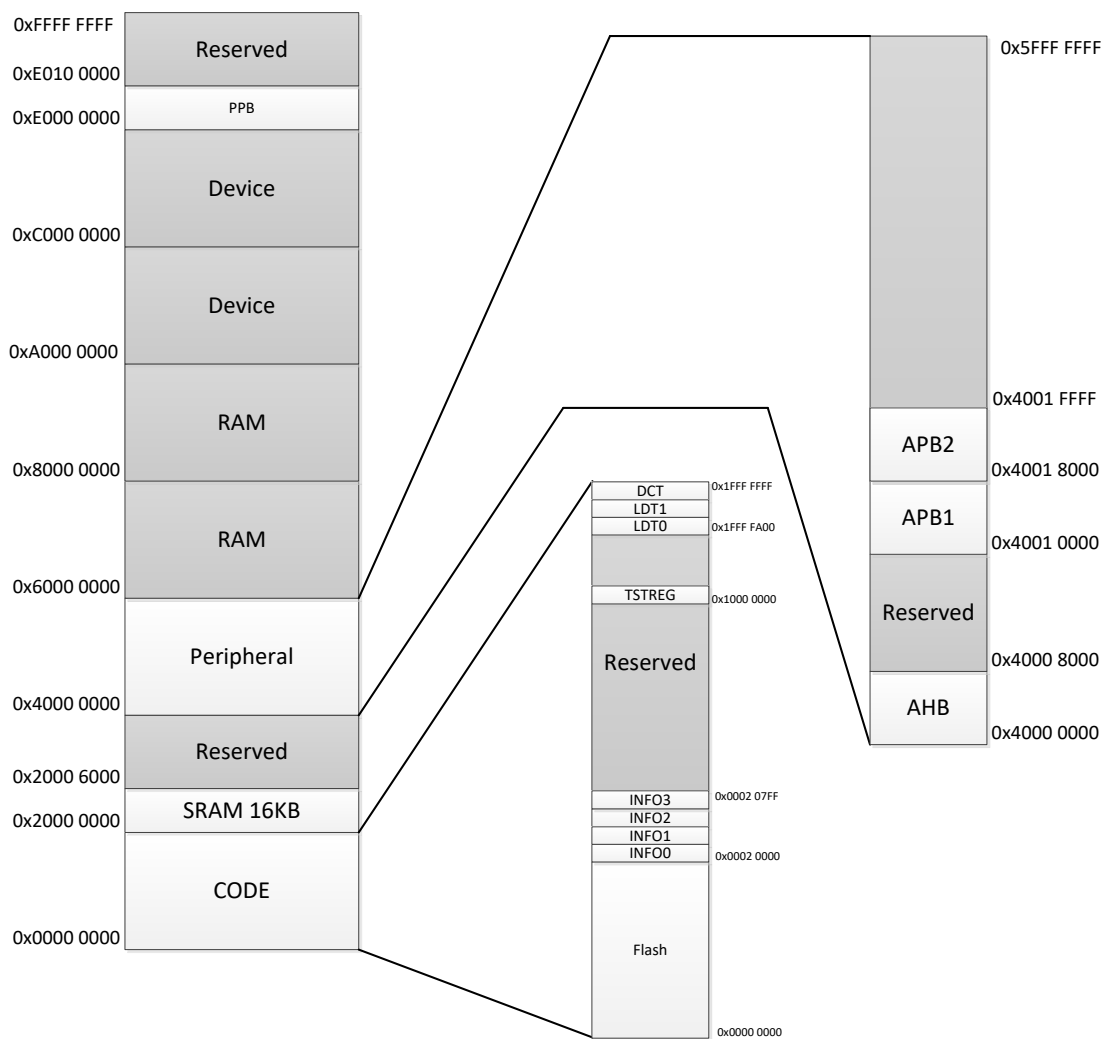 0xFFFF FFFF
Reserved
0xE010 0000
PPB
0xE000 0000
Device
0xC000 0000
Device
0xA000 0000
RAM
0x8000 0000
RAM
0x6000 0000
Peripheral
0x4000 0000
Reserved
0x2000 6000
SRAM 16KB
0x2000 0000
CODE
0x0000 0000
DCT
0x1FFF FFFF
LDT1
LDT0
0x1FFF FA00
TSTREG
0x1000 0000
Reserved
INFO3
0x0002 07FF
INFO2
INFO1
INFO0
0x0002 0000
Flash
0x0000 0000
0x5FFF FFFF
0x4001 FFFF
APB2
0x4001 8000
APB1
0x4001 0000
Reserved
0x4000 8000
AHB
0x4000 0000